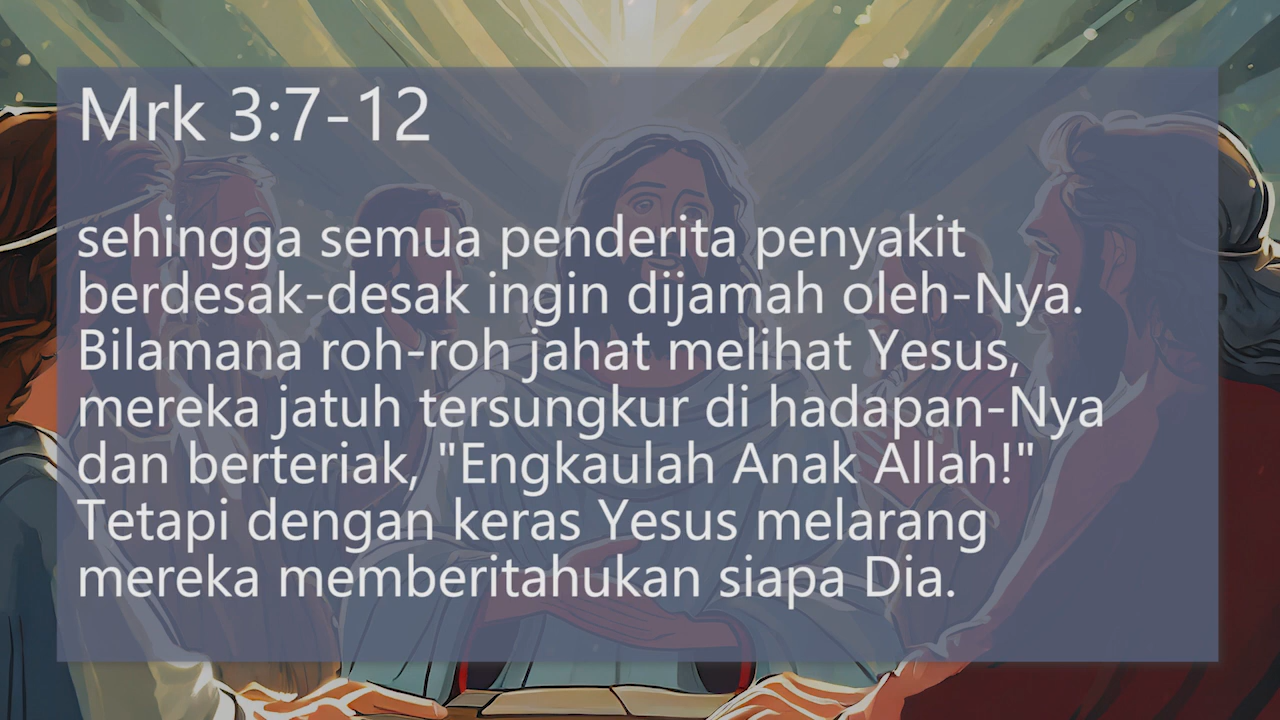 Mrk 3:7-12
sehingga semua penderita penyakit
berdesak-desak ingin dijamah oleh-Nya.
Bilamana roh-roh jahat melihat Yesus,
mereka jatuh tersungkur di hadapan-Nya
dan berteriak, "Engkaulah Anak Allah!"
Tetapi dengan keras Yesus melarang
mereka memberitahukan siapa Dia.